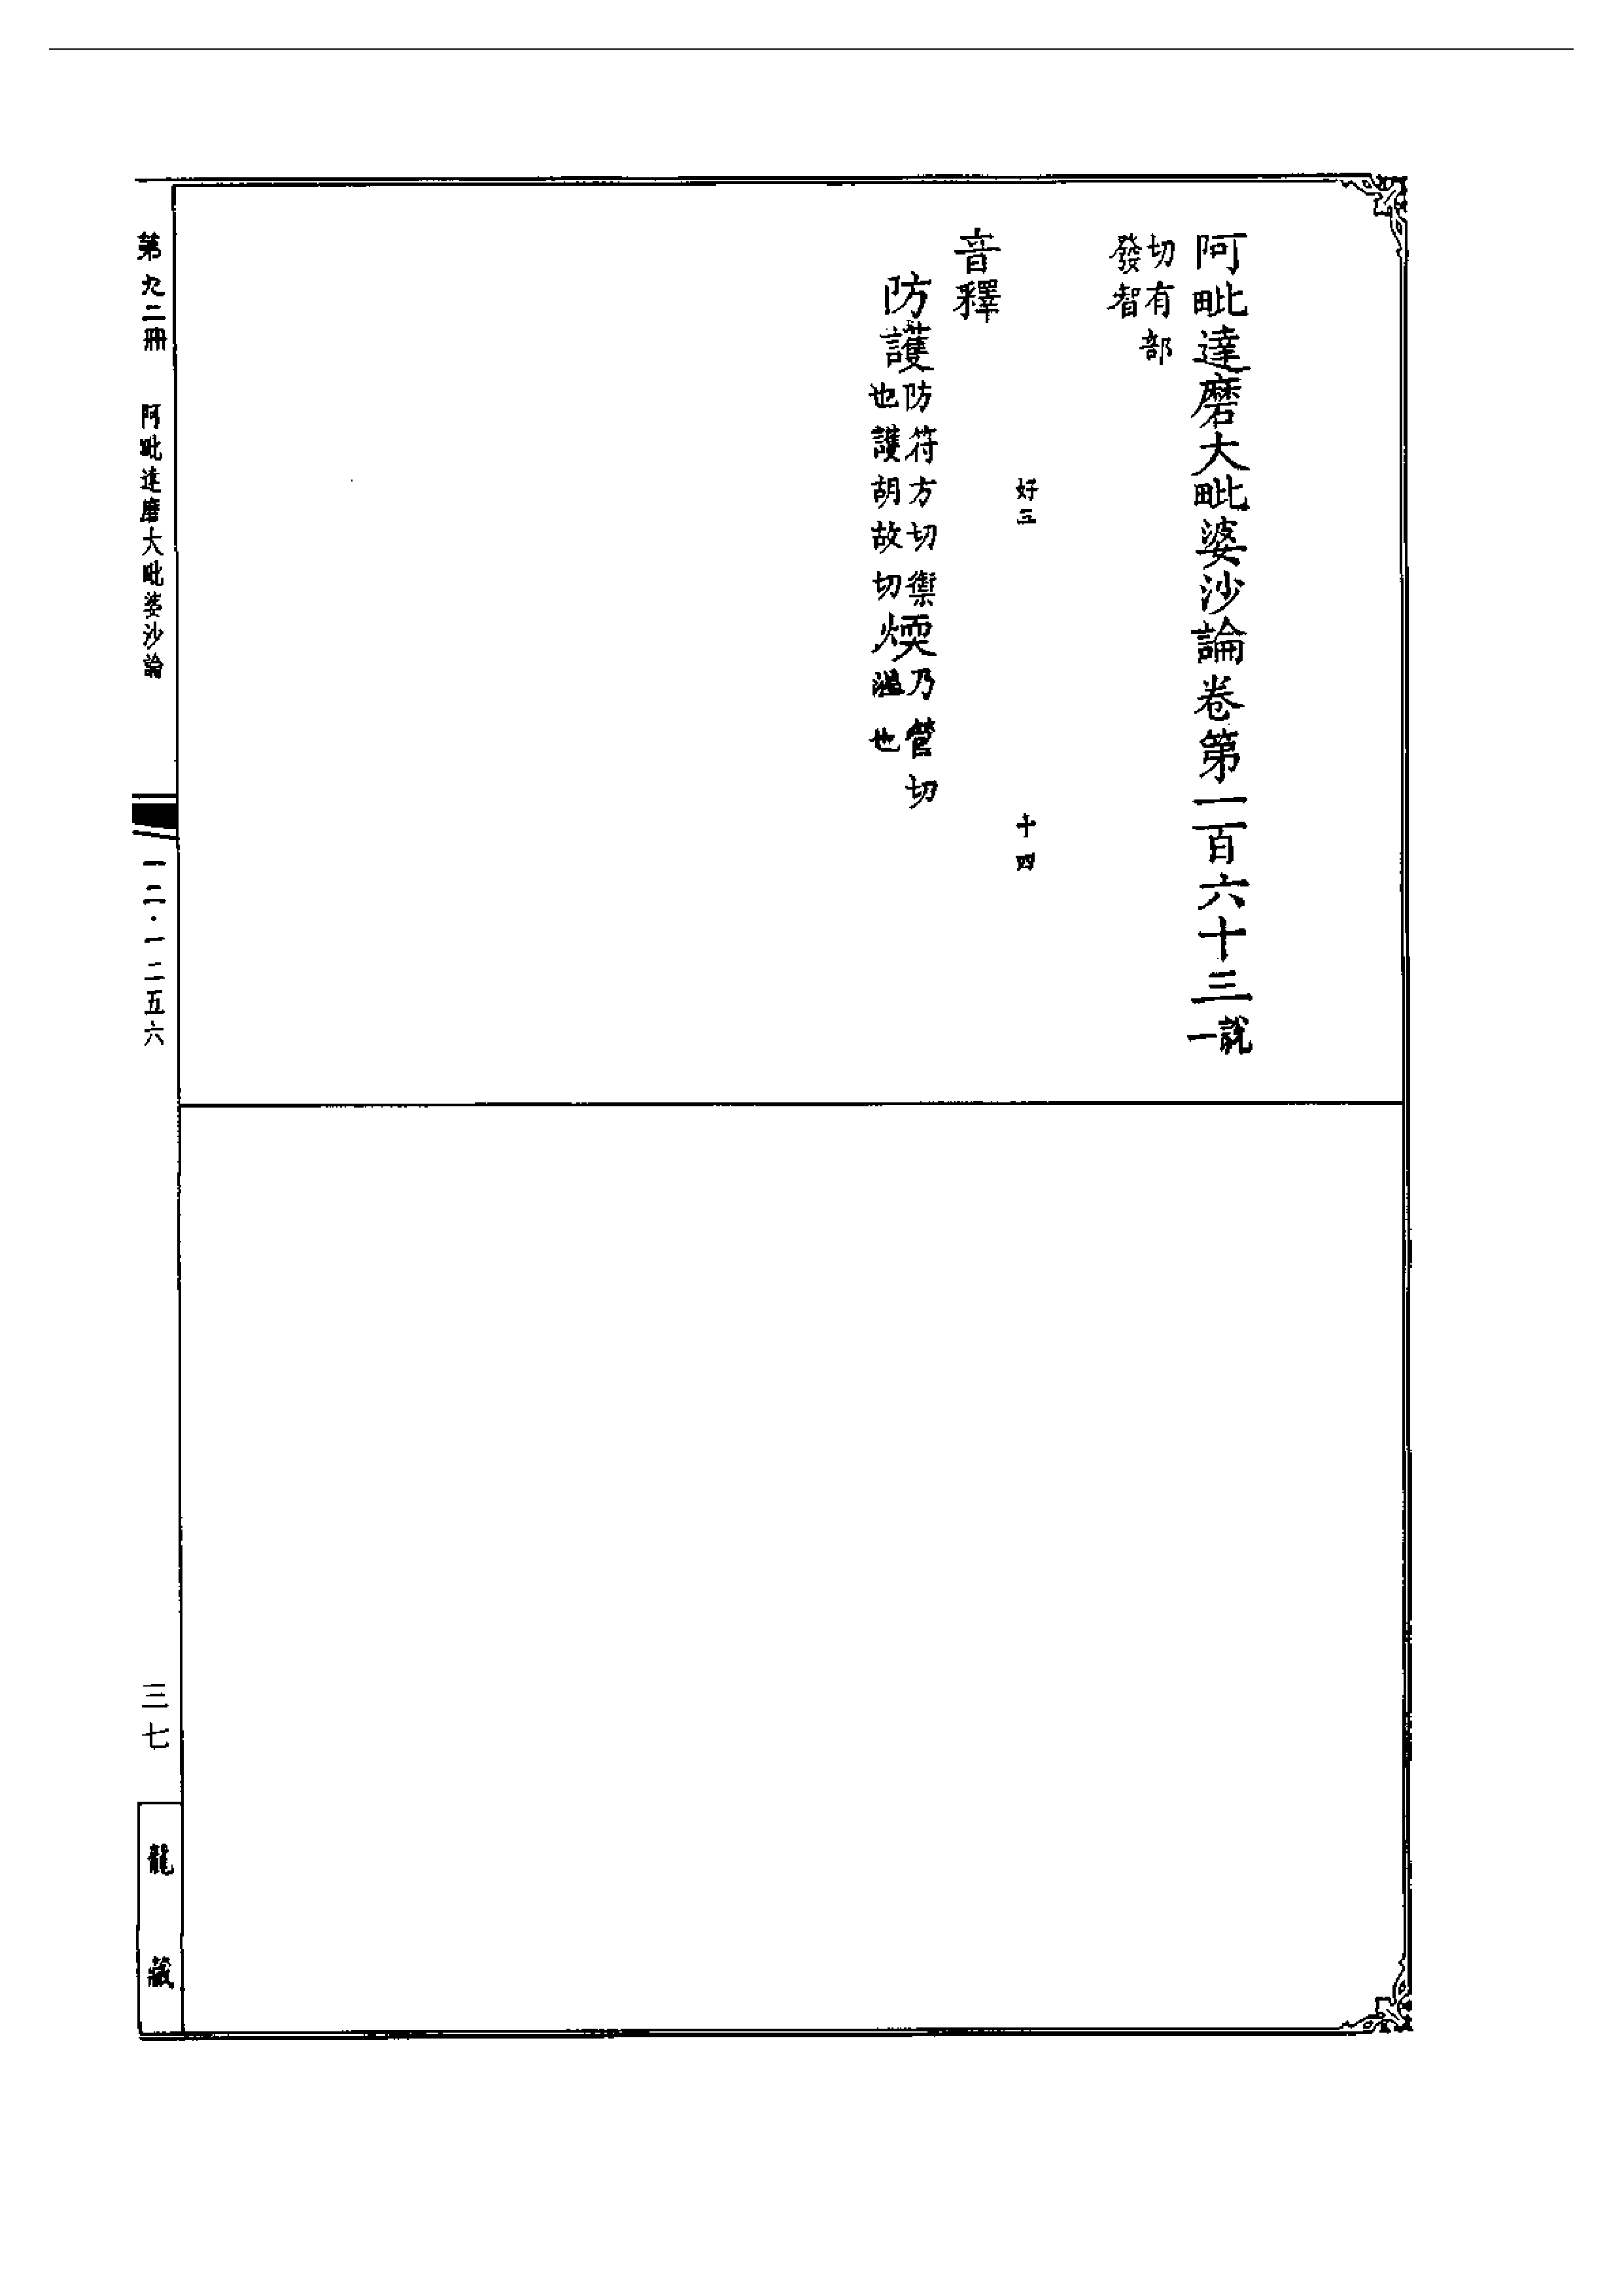 阿毗達磨大毗婆沙論卷第一百六十三說一
切有部
發智
好三 十四
音釋
防護防符方切禦
也護胡故切煗乃管切
溫也
第九二冊 阿毗達磨大毗婆沙論 一二·一二五六 三七 龍藏